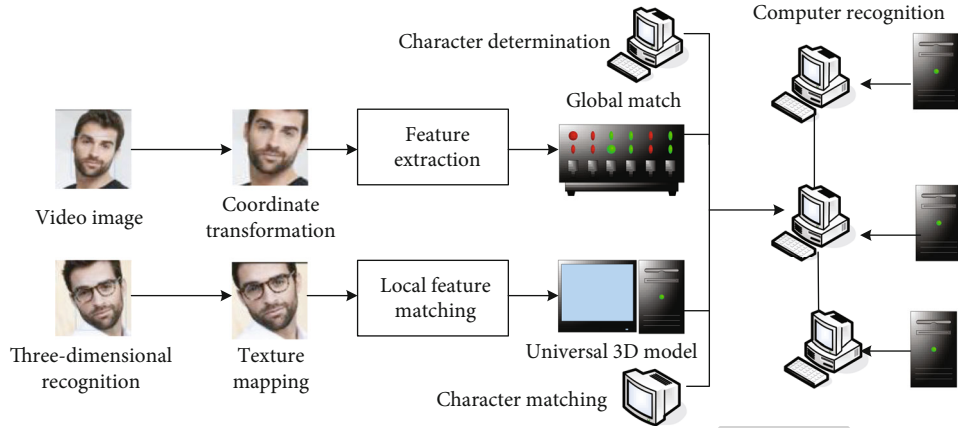 Computer recognition
Character determination
Global match
Feature
extraction
Video image
Coordinate
transformation
Local feature
matching
Three-dimensional
recognition
Texture
mapping
Universal 3D model
Character matching